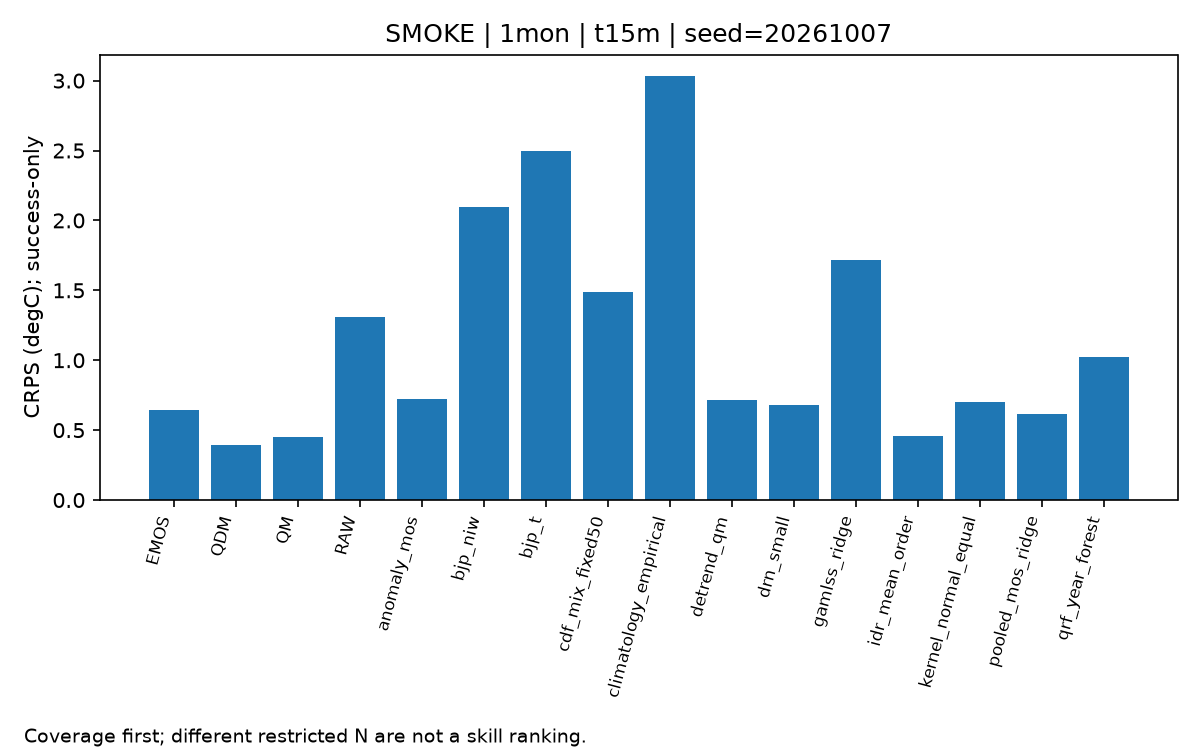 SMOKE | 1mon | t15m | seed=20261007
CRPS (degC); success-only
3.0
2.5
2.0
1.5
1.0
0.5
0.0
EMOS
QDM
QM
RAW
anomaly_mos
bjp_niw
bjp_t
cdf_mix_fixed50
climatology_empirical
detrend_qm
drn_small
gamlss_ridge
idr_mean_order
kernel_normal_equal
pooled_mos_ridge
qrf_year_forest
Coverage first; different restricted N are not a skill ranking.